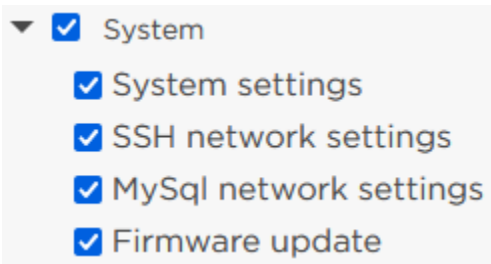 System
System settings
SSH network settings
MySql network settings
Firmware update